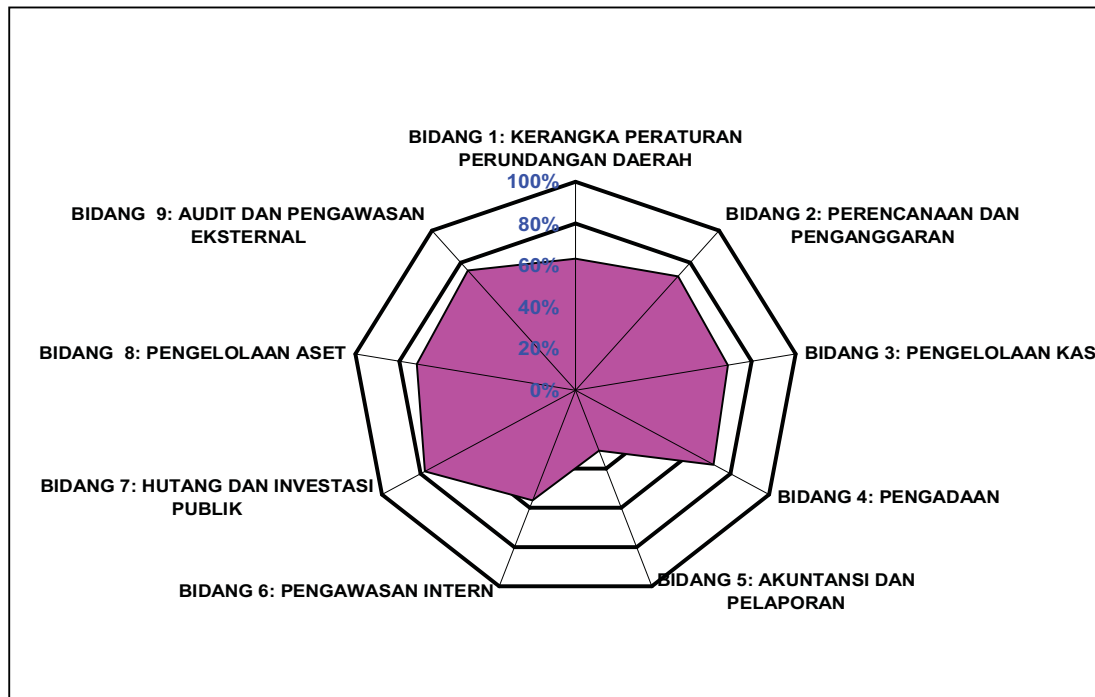 BIDANG 1: KERANGKA PERATURAN
PERUNDANGAN DAERAH
BIDANG 2: PERENCANAAN DAN
PENGANGGARAN
BIDANG 3: PENGELOLAAN KAS
BIDANG 4: PENGADAAN
BIDANG 5: AKUNTANSI DAN
PELAPORAN
BIDANG 6: PENGAWASAN INTERN
BIDANG 7: HUTANG DAN INVESTASI
PUBLIK
BIDANG 8: PENGELOLAAN ASET
BIDANG 9: AUDIT DAN PENGAWASAN
EKSTERNAL
100%
80%
60%
40%
20%
0%